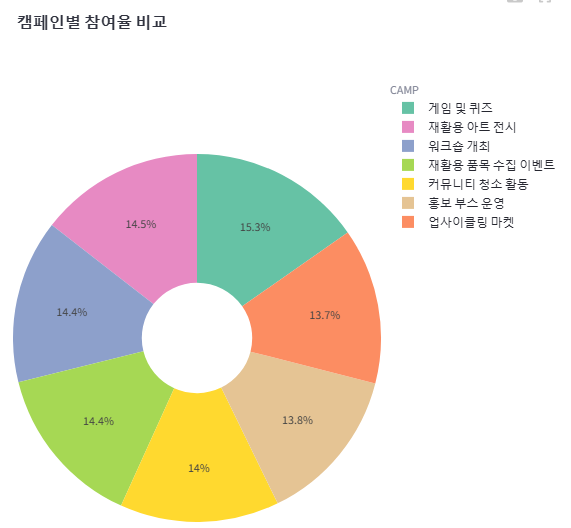 캠페인별 참여율 비교
CAMP
게임 및 퀴즈
재활용 아트 전시
워크숍 개최
재활용 품목 수집 이벤트
커뮤니티 청소 활동
홍보 부스 운영
업사이클링 마켓
15.3%
14.5%
14.4%
13.7%
14.4%
13.8%
14%